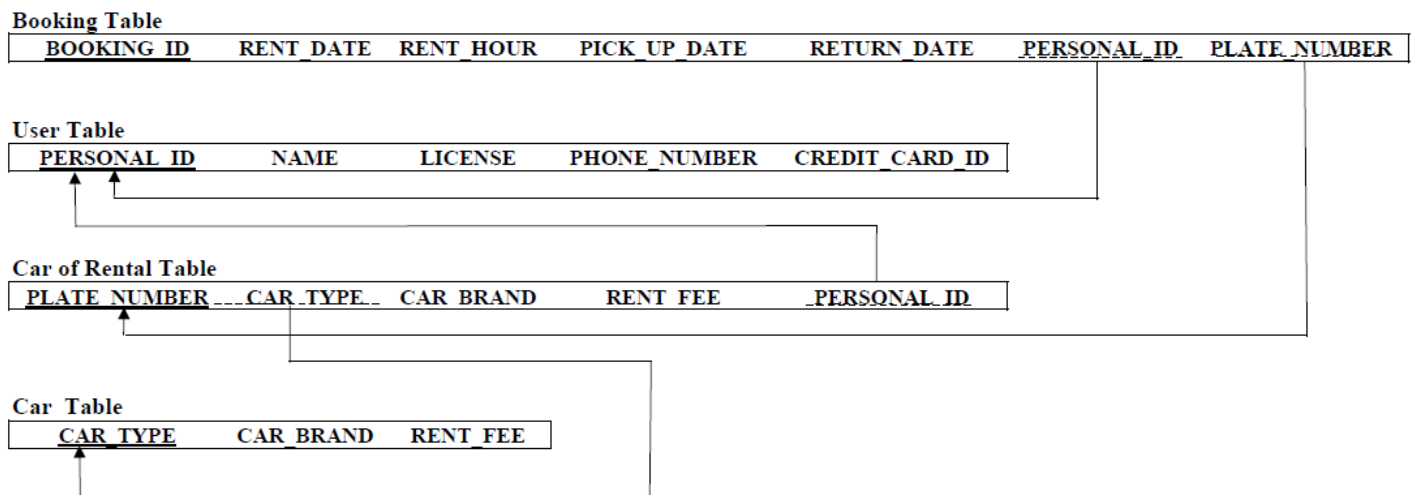 Booking Table
BOOKING_ID RENT_DATE RENT_HOUR PICK_UP_DATE RETURN_DATE PERSONAL_ID PLATE_NUMBER
User Table
PERSONAL_ID NAME LICENSE PHONE_NUMBER CREDIT_CARD_ID
Car of Rental Table
PLATE_NUMBER CAR_TYPE CAR_BRAND RENT_FEE PERSONAL_ID
Car Table
CAR_TYPE CAR_BRAND RENT_FEE